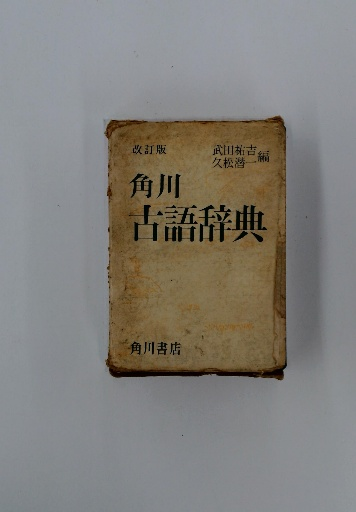 改訂版
武田祐吉
久松潜一
編
角川
古語辞典
角川書店